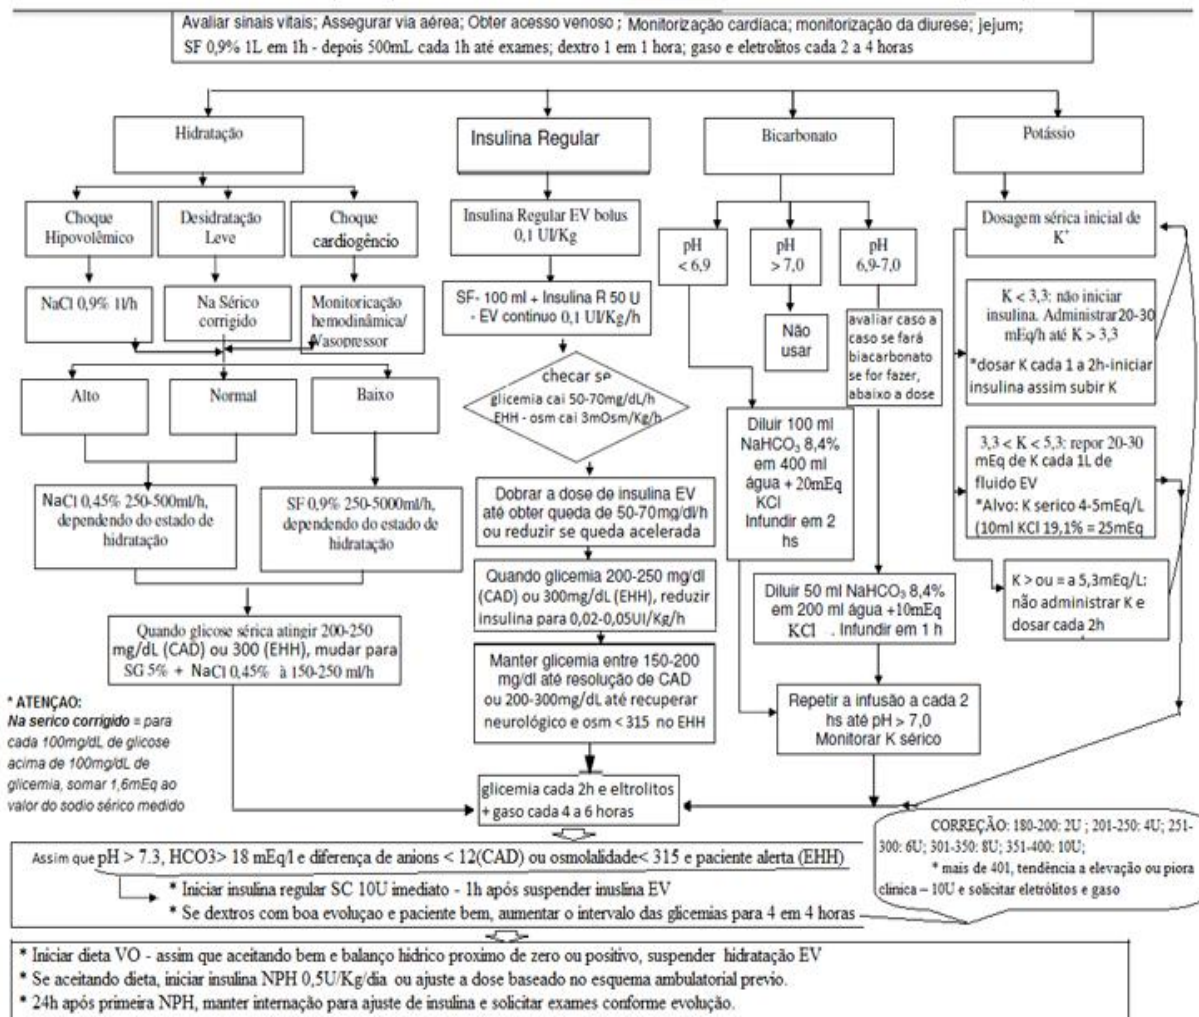 Avaliar sinais vitais; Assegurar via aérea; Obter acesso venoso ; Monitorização cardíaca; monitorização da diurese; jejum;
SF 0,9% 1L em 1h - depois 500mL cada 1h até exames; dextro 1 em 1 hora; gaso e eletrolitos cada 2 a 4 horas
Hidratação
Choque
Hipovolêmico
Desidratação
Leve
Choque
cardiogêncio
NaCl 0,9% 1l/h
Na Sérico
corrigido
Monitoricação
hemodinâmica/
Vasopressor
Alto
Normal
Baixo
NaCl 0,45% 250-500ml/h,
dependendo do estado de
hidratação
SF 0,9% 250-5000ml/h,
dependendo do estado de
hidratação
Quando glicose sérica atingir 200-250
mg/dL (CAD) ou 300 (EHH), mudar para
SG 5% + NaCl 0,45% à 150-250 ml/h
* ATENÇAO:
Na serico corrigido = para
cada 100mg/dL de glicose
acima de 100mg/dL de
glicemia, somar 1,6mEq ao
valor do sodio sérico medido
Insulina Regular
Insulina Regular EV bolus
0,1 UI/Kg
SF- 100 ml + Insulina R 50 U
- EV continuo 0,1 UI/Kg/h
checar se
glicemia cai 50-70mg/dL/h
EHH - osm cai 3mOsm/Kg/h
Dobrar a dose de insulina EV
até obter queda de 50-70mg/dl/h
ou reduzir se queda acelerada
Quando glicemia 200-250 mg/dl
(CAD) ou 300mg/dL (EHH), reduzir
insulina para 0,02-0,05UI/Kg/h
Manter glicemia entre 150-200
mg/dl até resolução de CAD
ou 200-300mg/dL até recuperar
neurológico e osm < 315 no EHH
glicemia cada 2h e eltrolitos
+ gaso cada 4 a 6 horas
Bicarbonato
pH
< 6,9
pH
> 7,0
pH
6,9-7,0
Não
usar
avaliar caso a
caso se fará
biacarbonato
se for fazer,
abaixo a dose
Diluir 100 ml
NaHCO₃ 8,4%
em 400 ml
água + 20mEq
KCl
Infundir em 2
hs
Diluir 50 ml NaHCO₃ 8,4%
em 200 ml água +10mEq
KCl . Infundir em 1 h
Repetir a infusão a cada 2
hs até pH > 7,0
Monitorar K sérico
Potássio
Dosagem sérica inicial de
K⁺
K < 3,3: não iniciar
insulina. Administrar20-30
mEq/h até K > 3,3
*dosar K cada 1 a 2h-iniciar
insulina assim subir K
3,3 < K < 5,3: repor 20-30
mEq de K cada 1L de
fluido EV
*Alvo: K serico 4-5mEq/L
(10ml KCl 19,1% = 25mEq
K > ou = a 5,3mEq/L:
não administrar K e
dosar cada 2h
CORREÇÃO: 180-200: 2U ; 201-250: 4U; 251-
300: 6U; 301-350: 8U; 351-400: 10U;
* mais de 401, tendência a elevação ou piora
clinica – 10U e solicitar eletrólitos e gaso
Assim que pH > 7.3, HCO3> 18 mEq/l e diferença de anions < 12(CAD) ou osmolalidade< 315 e paciente alerta (EHH)
* Iniciar insulina regular SC 10U imediato - 1h após suspender inuslina EV
* Se dextros com boa evoluçao e paciente bem, aumentar o intervalo das glicemias para 4 em 4 horas
* Iniciar dieta VO - assim que aceitando bem e balanço hidrico proximo de zero ou positivo, suspender hidratação EV
* Se aceitando dieta, iniciar insulina NPH 0,5U/Kg/dia ou ajuste a dose baseado no esquema ambulatorial previo.
* 24h após primeira NPH, manter internação para ajuste de insulina e solicitar exames conforme evolução.